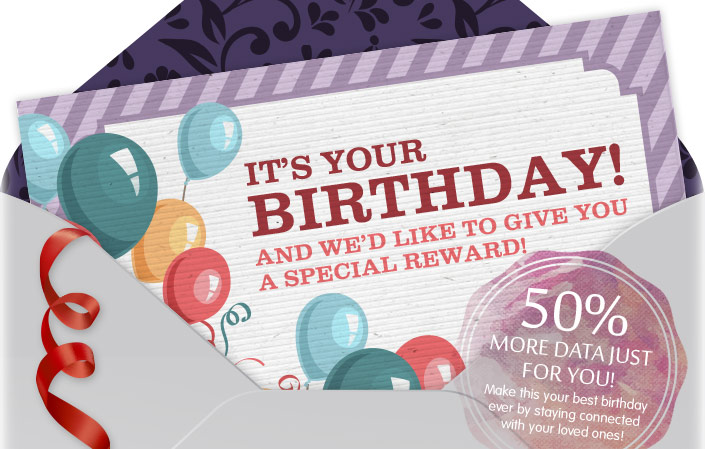 IT'S YOUR
BIRTHDAY!
AND WE'D LIKE TO GIVE YOU
A SPECIAL REWARD!
50%
MORE DATA JUST
FOR YOU!
Make this your best birthday
ever by staying connected
with your loved ones!